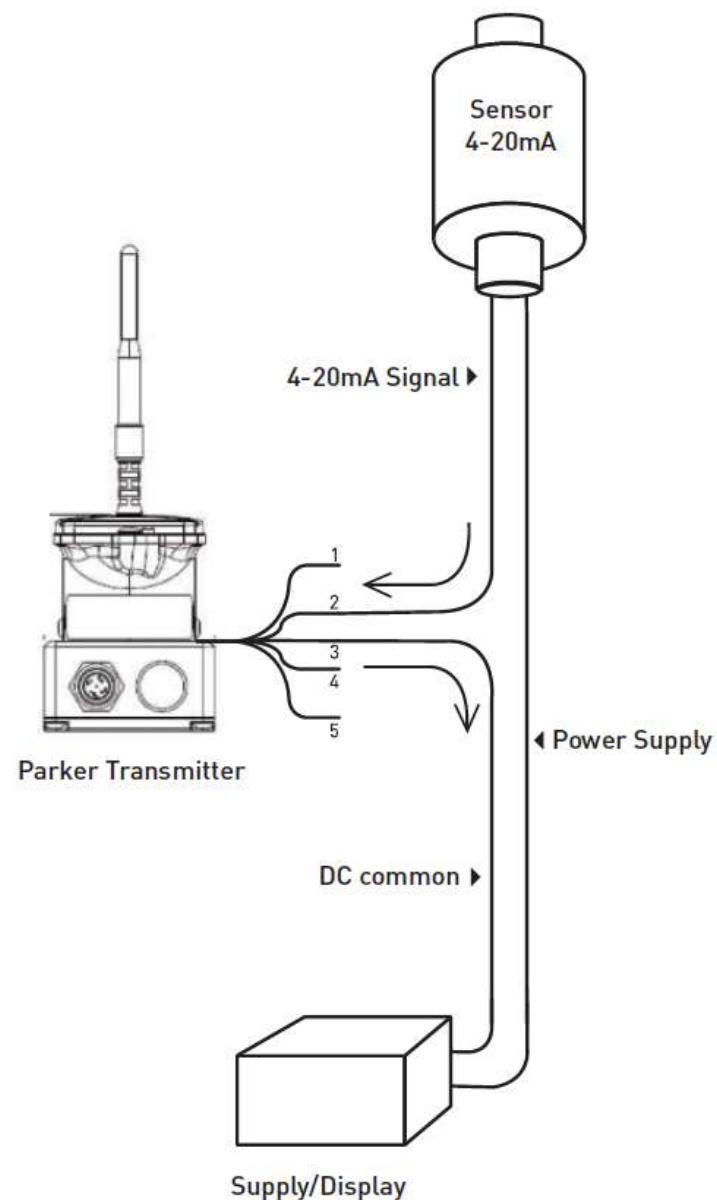 Sensor
4-20mA
4-20mA Signal
1
2
3
4
5
Power Supply
Parker Transmitter
DC common
Supply/Display